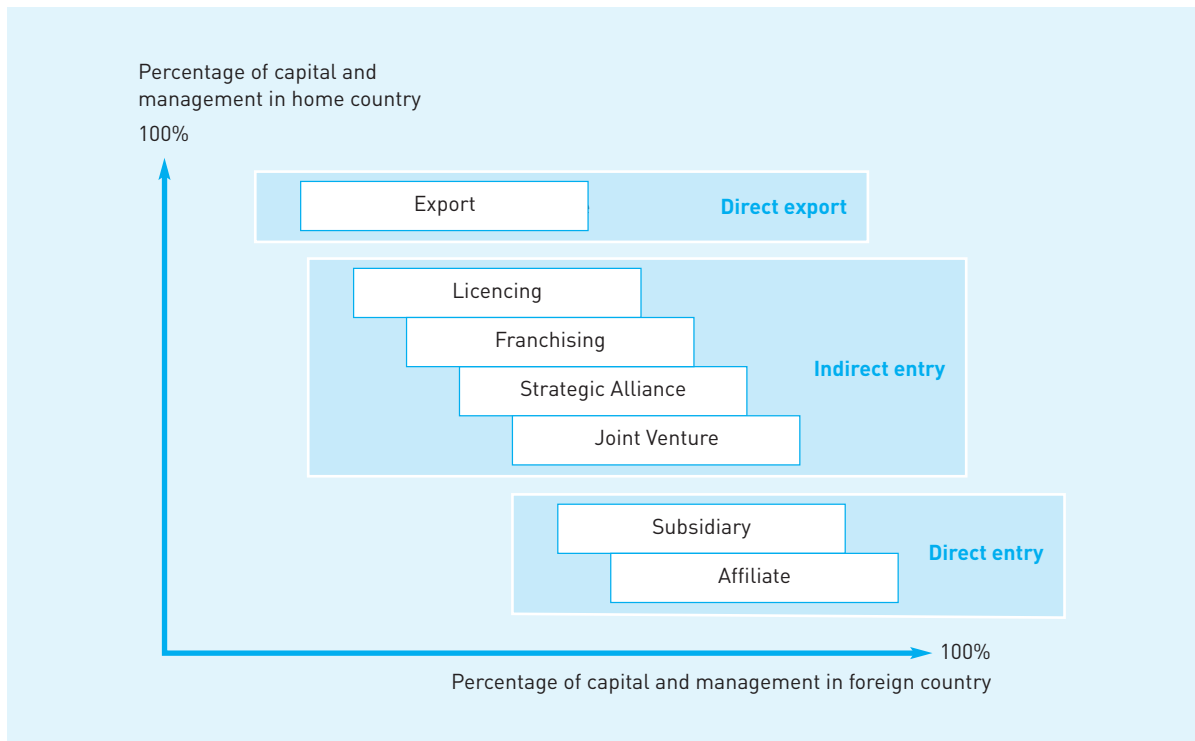 Percentage of capital and
management in home country
100%
Export
Direct export
Licencing
Franchising
Indirect entry
Strategic Alliance
Joint Venture
Subsidiary
Direct entry
Affiliate
100%
Percentage of capital and management in foreign country